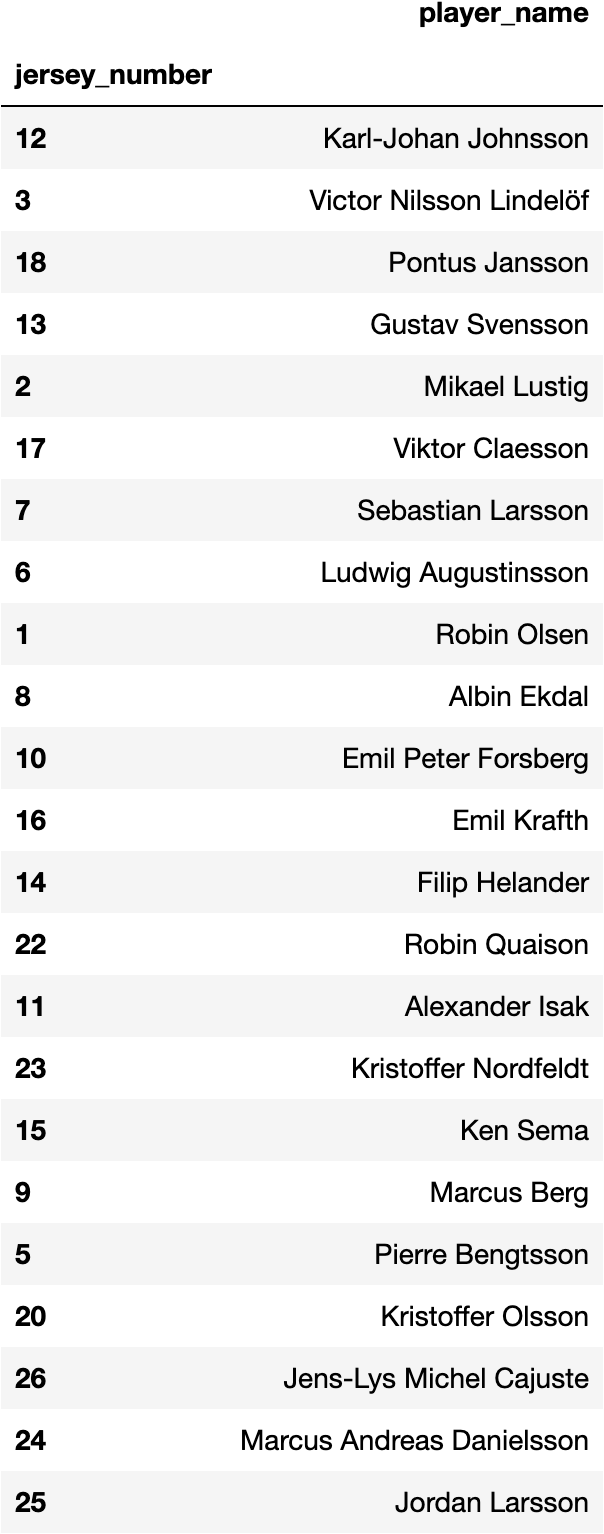 player_name
jersey_number
12 Karl-Johan Johnsson
3 Victor Nilsson Lindelöf
18 Pontus Jansson
13 Gustav Svensson
2 Mikael Lustig
17 Viktor Claesson
7 Sebastian Larsson
6 Ludwig Augustinsson
1 Robin Olsen
8 Albin Ekdal
10 Emil Peter Forsberg
16 Emil Krafth
14 Filip Helander
22 Robin Quaison
11 Alexander Isak
23 Kristoffer Nordfeldt
15 Ken Sema
9 Marcus Berg
5 Pierre Bengtsson
20 Kristoffer Olsson
26 Jens-Lys Michel Cajuste
24 Marcus Andreas Danielsson
25 Jordan Larsson